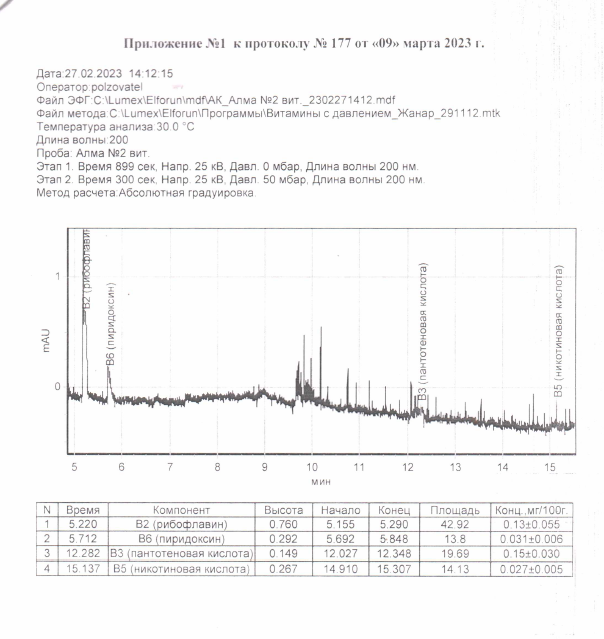 Приложение №1 к протоколу № 177 от «09» марта 2023 г.
Дата:27.02.2023 14:12:15
Оператор:polzovatel
Файл ЭФГ:C:\Lumex\Elforun\mdf\АК_Алма №2 вит._2302271412.mdf
Файл метода:C:\Lumex\Elforun\Программы\Витамины с давлением_Жанар_291112.mtk
Температура анализа:30.0 °C
Длина волны:200
Проба: Алма №2 вит.
Этап 1. Время 899 сек, Напр. 25 кВ, Давл. 0 мбар, Длина волны 200 нм.
Этап 2. Время 300 сек, Напр. 25 кВ, Давл. 50 мбар, Длина волны 200 нм.
Метод расчета:Абсолютная градуировка.
B2 (рибофлавин
B6 (пиридоксин)
B3 (пантотеновая кислота)
B5 (никотиновая кислота)
1
mAU
0
5 6 7 8 9 10 11 12 13 14 15
мин
N Время Компонент Высота Начало Конец Площадь Конц.,мг/100г.
1 5.220 B2 (рибофлавин) 0.760 5.155 5.290 42.92 0.13±0.055
2 5.712 B6 (пиридоксин) 0.292 5.692 5.848 13.8 0.031±0.006
3 12.282 B3 (пантотеновая кислота) 0.149 12.027 12.348 19.69 0.15±0.030
4 15.137 B5 (никотиновая кислота) 0.267 14.910 15.307 14.13 0.027±0.005